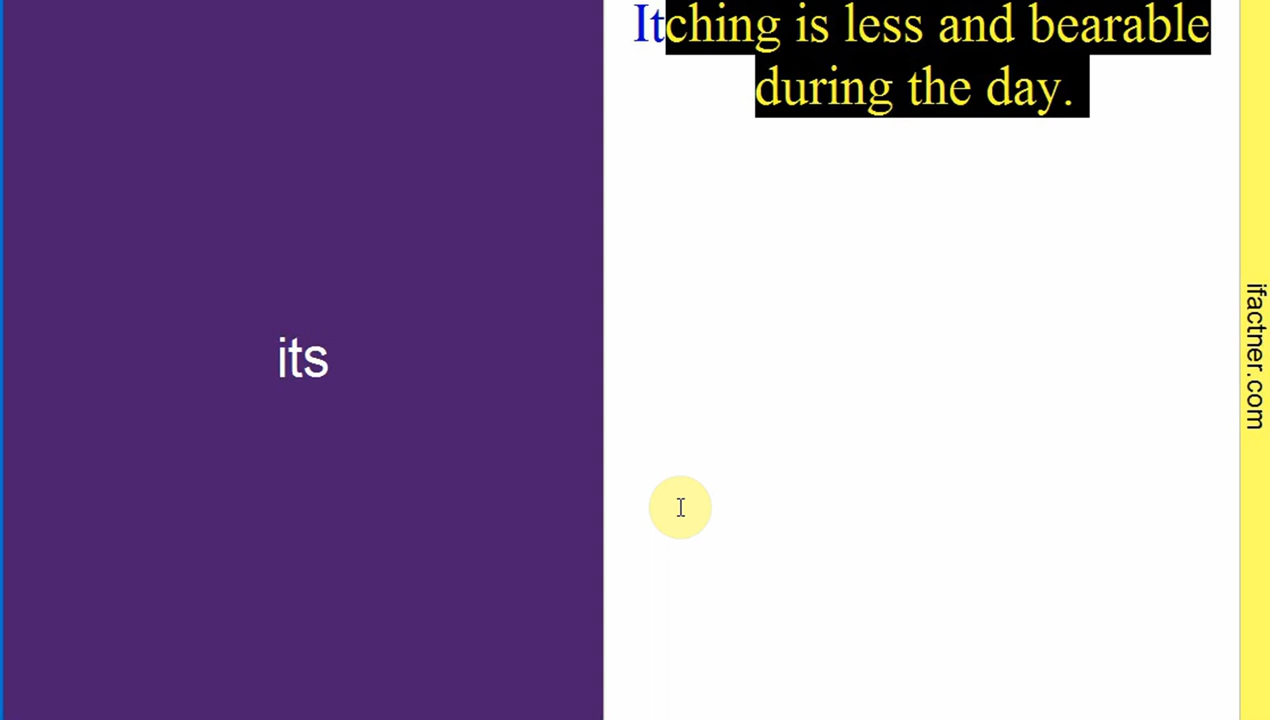 its
Itching is less and bearable
during the day.
ifactner.com